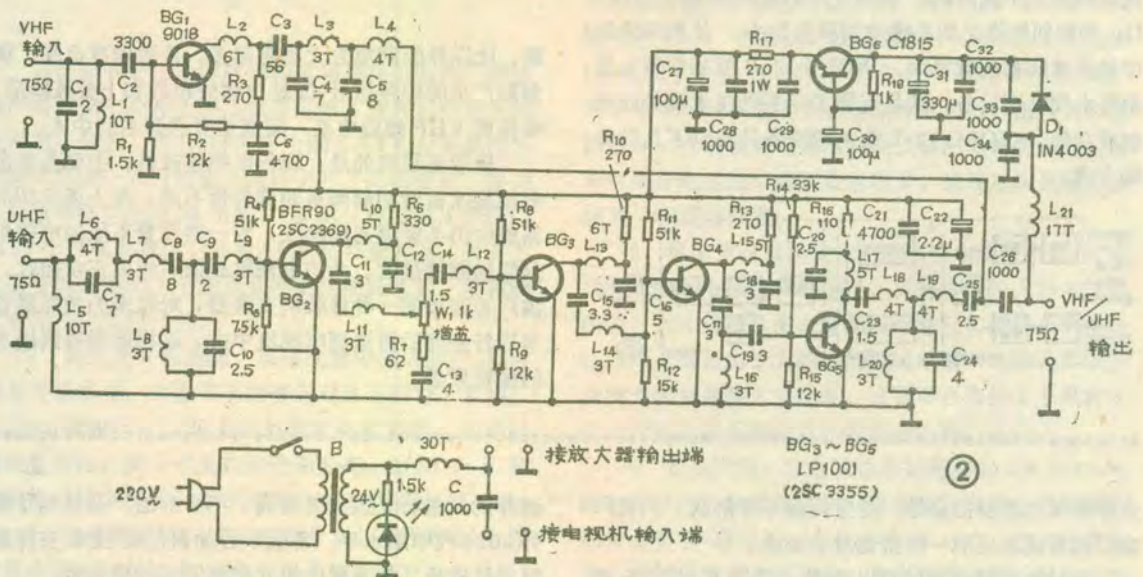 VHF
输入
75Ω
C1
2
L1
10T
3300
C2
R1
1.5k
R2
12k
BG1
9018
L2
6T
R3
270
C3
56
C4
L3
3T
L4
4T
C5
8
C6
4700
UHF
输入
75Ω
L6
4T
C7
L5
10T
L7
3T
C8
8
C9
2
L8
3T
C10
2.5
L9
3T
R4
51k
BFR90
(2SC2369)
BG2
7.5k
L10
5T
R6
330
C11
3
C12
1
L11
3T
C14
1.5
1W,1k
增益
R7
62
C13
4
L12
3T
R8
51k
R9
12k
BG3
L13
6T
R10
270
C15
3.3
L14
3T
C16
5
R11
51k
R12
15k
BG4
L15
5T
R13
270
C18
3
C19
3
L16
3T
R14
33k
C20
2.5
R16
110
C21
4700
C22
2.2μ
L17
5T
BG5
R15
12k
C23
1.5
L18
4T
L19
4T
L20
3T
C24
4
C25
2.5
C26
1000
L21
17T
C27
100μ
R17
270
1W
C28
1000
C29
1000
BG6
C1815
R18
1k
C30
100μ
C31
330μ
C32
1000
C33
1000
C34
1000
D1
1N4003
VHF/
UHF
75Ω
输出
BG3~BG5
LP1001
(2SC3355)
②
220V
B
24V
1.5k
30T
C
1000
接放大器输出端
接电视机输入端